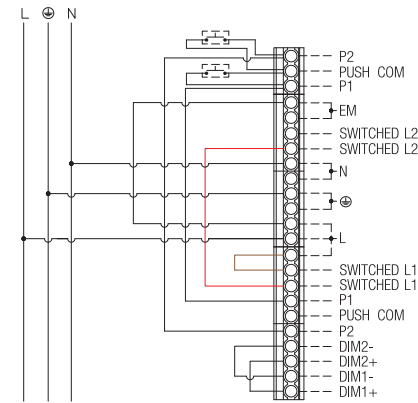 L ⏚ N
P2
PUSH COM
P1
EM
SWITCHED L2
SWITCHED L2
N
⏚
L
SWITCHED L1
SWITCHED L1
P1
PUSH COM
P2
DIM2-
DIM2+
DIM1-
DIM1+